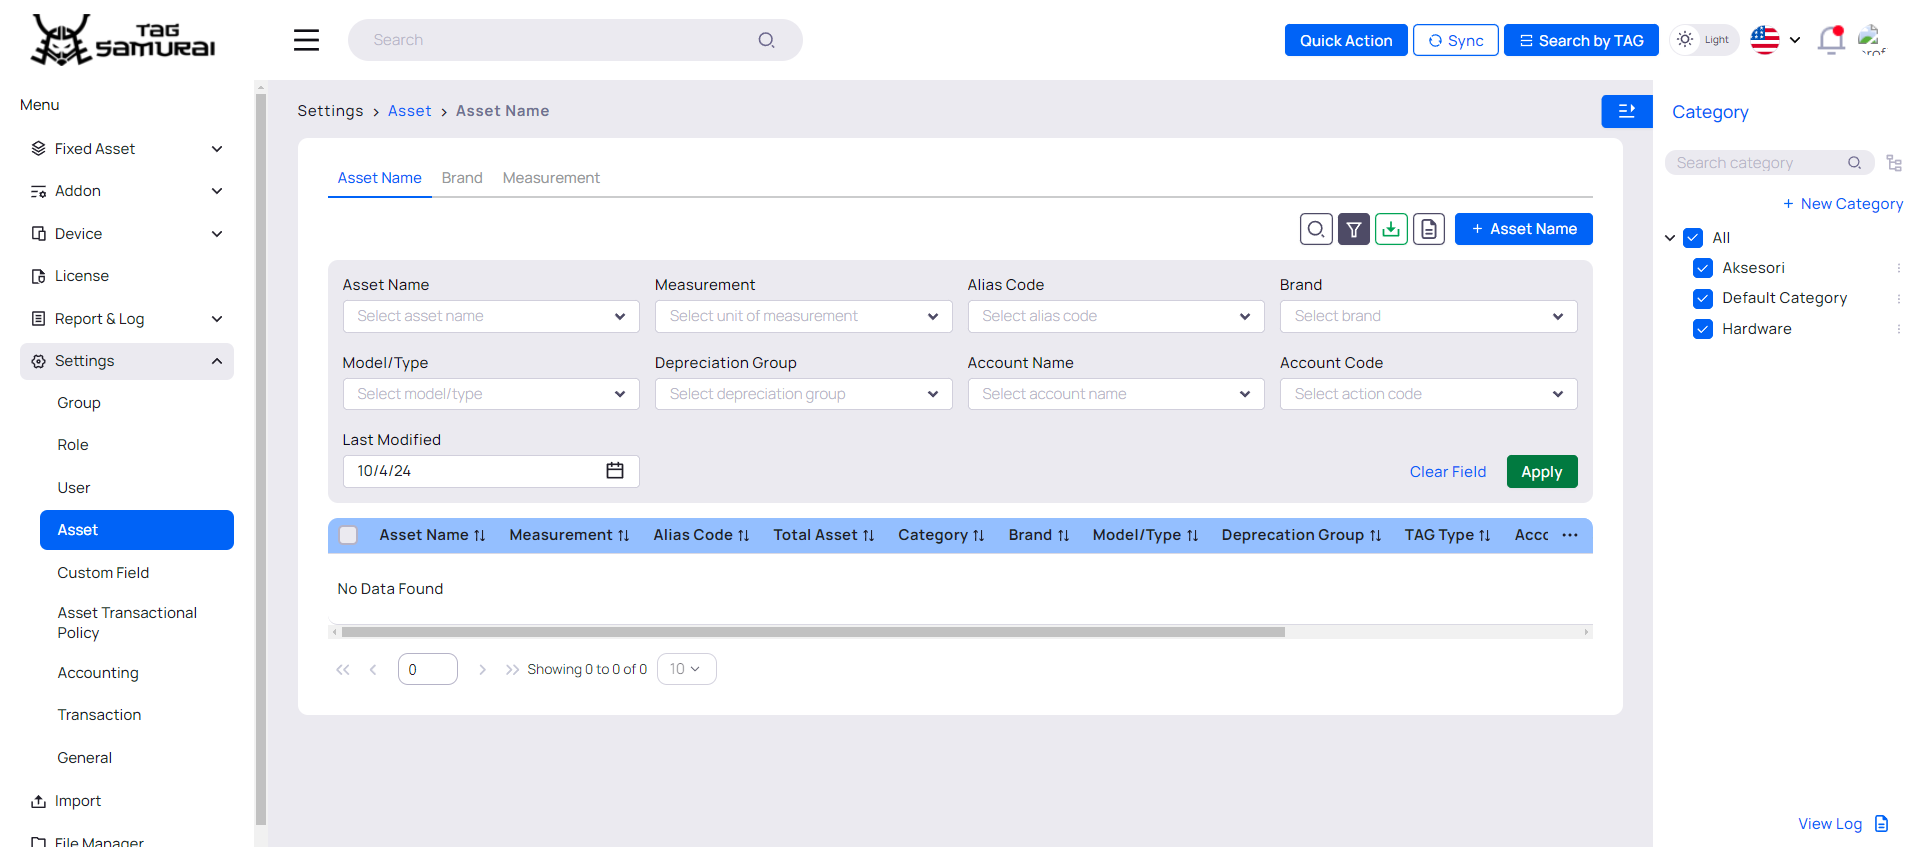 TAG
SAMURAI
Search
Quick Action
Sync
Search by TAG
Light
prof
Menu
Fixed Asset
Addon
Device
License
Report & Log
Settings
Group
Role
User
Asset
Custom Field
Asset Transactional
Policy
Accounting
Transaction
General
Import
File Manager
Settings > Asset > Asset Name
Asset Name Brand Measurement
+ Asset Name
Asset Name Measurement Alias Code Brand
Select asset name Select unit of measurement Select alias code Select brand
Model/Type Depreciation Group Account Name Account Code
Select model/type Select depreciation group Select account name Select action code
Last Modified
10/4/24
Clear Field Apply
Asset Name Measurement Alias Code Total Asset Category Brand Model/Type Deprecation Group TAG Type Acco ...
No Data Found
0 Showing 0 to 0 of 0 10
Category
Search category
+ New Category
All
Aksesori
Default Category
Hardware
View Log